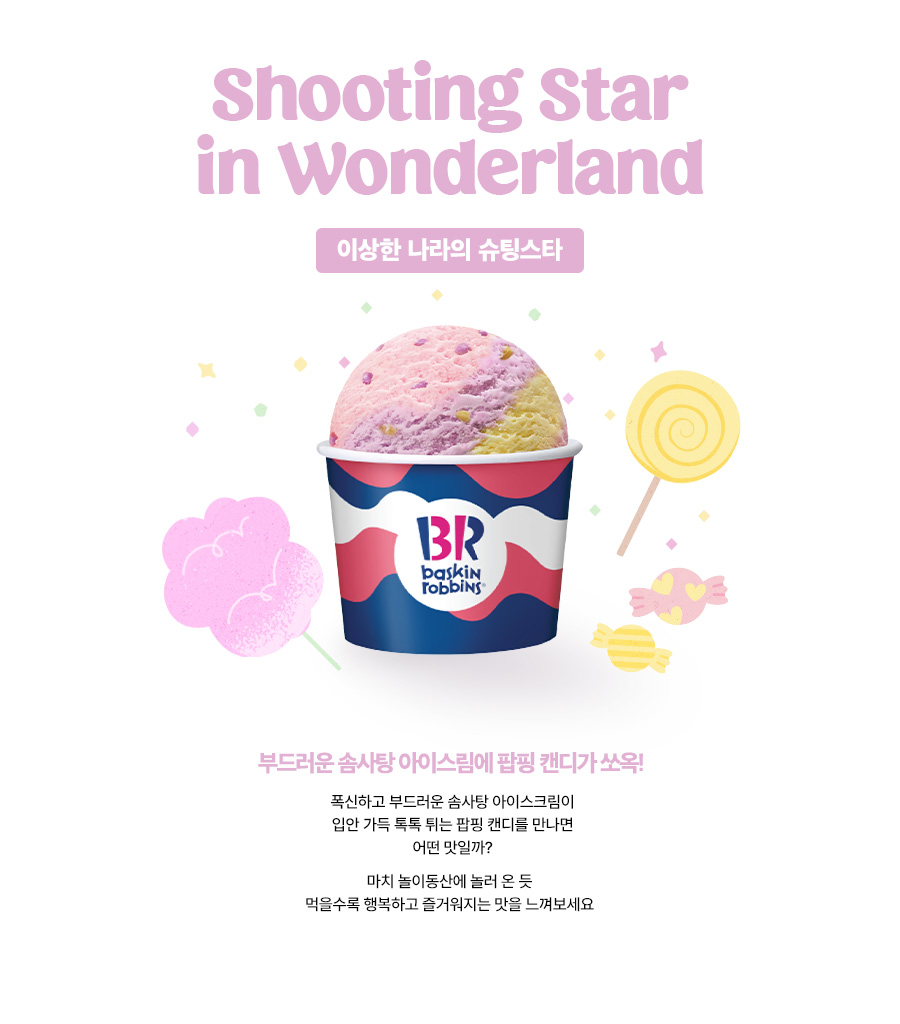 Shooting Star
in Wonderland
이상한 나라의 슈팅스타
BR
baskin
robbins®
부드러운 솜사탕 아이스림에 팝핑 캔디가 쏘옥!
폭신하고 부드러운 솜사탕 아이스크림이
입안 가득 톡톡 튀는 팝핑 캔디를 만나면
어떤 맛일까?
마치 놀이동산에 놀러 온 듯
먹을수록 행복하고 즐거워지는 맛을 느껴보세요